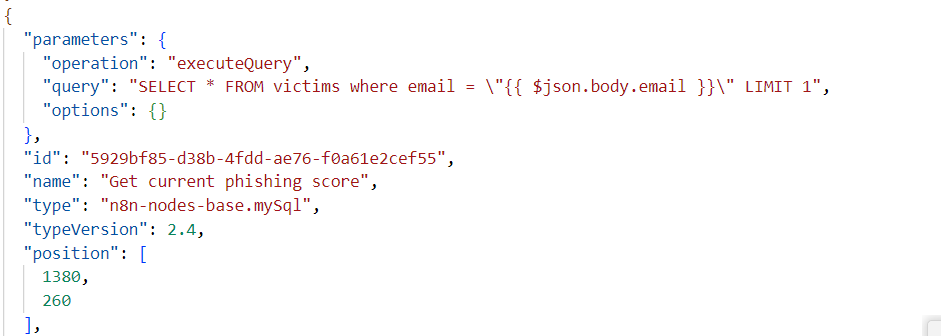 {
"parameters": {
"operation": "executeQuery",
"query": "SELECT * FROM victims where email = \"{{ $json.body.email }}\" LIMIT 1",
"options": {}
},
"id": "5929bf85-d38b-4fdd-ae76-f0a61e2cef55",
"name": "Get current phishing score",
"type": "n8n-nodes-base.mySql",
"typeVersion": 2.4,
"position": [
1380,
260
],